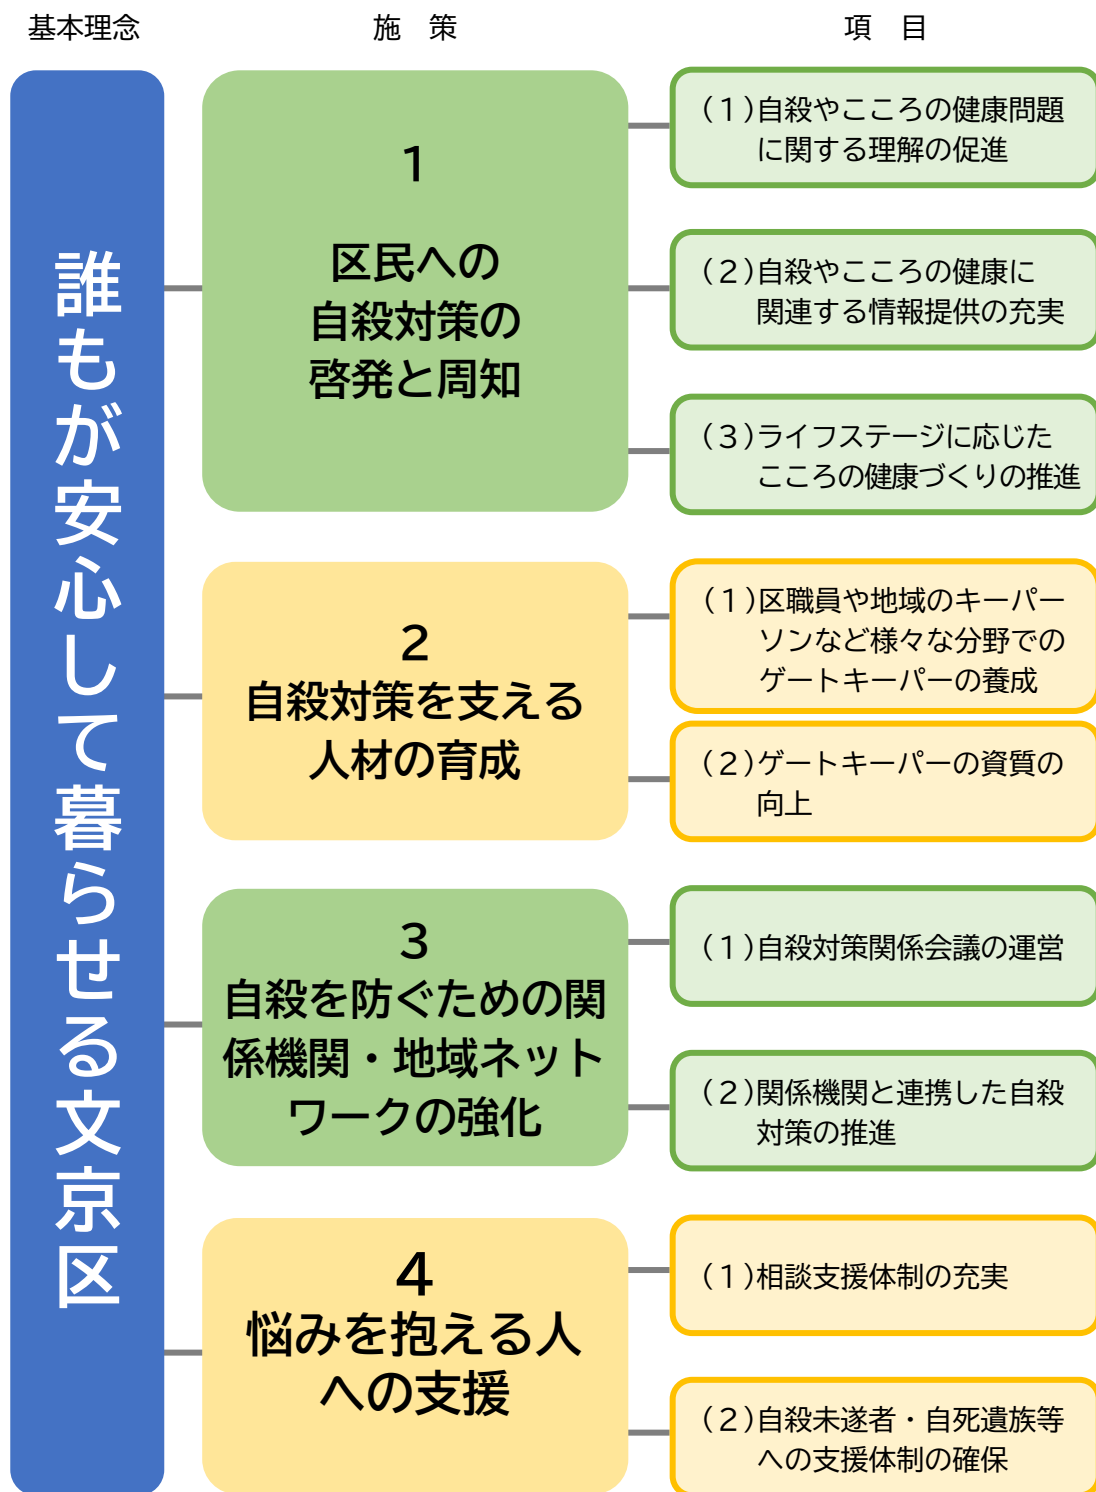 基本理念
施　策
項　目
誰もが安心して暮らせる文京区
1
区民への
自殺対策の
啓発と周知
（１）自殺やこころの健康問題
に関する理解の促進
（２）自殺やこころの健康に
関連する情報提供の充実
（３）ライフステージに応じた
こころの健康づくりの推進
2
自殺対策を支える
人材の育成
（１）区職員や地域のキーパー
ソンなど様々な分野での
ゲートキーパーの養成
（２）ゲートキーパーの資質の
向上
3
自殺を防ぐための関
係機関・地域ネット
ワークの強化
（１）自殺対策関係会議の運営
（２）関係機関と連携した自殺
対策の推進
4
悩みを抱える人
への支援
（１）相談支援体制の充実
（２）自殺未遂者・自死遺族等
への支援体制の確保